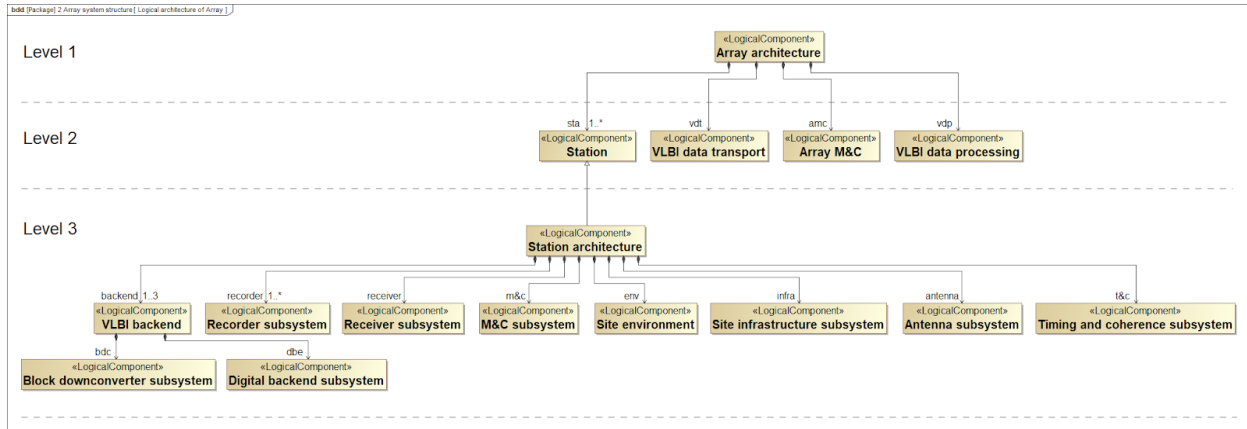 bdd [Package] 2 Array system structure[ Logical architecture of Array ]
Level 1
«LogicalComponent»
Array architecture
Level 2
sta 1..*
«LogicalComponent»
Station
vdt
«LogicalComponent»
VLBI data transport
amc
«LogicalComponent»
Array M&C
vdp
«LogicalComponent»
VLBI data processing
Level 3
«LogicalComponent»
Station architecture
backend 1..3
«LogicalComponent»
VLBI backend
recorder 1..*
«LogicalComponent»
Recorder subsystem
receiver
«LogicalComponent»
Receiver subsystem
m&c
«LogicalComponent»
M&C subsystem
env
«LogicalComponent»
Site environment
infra
«LogicalComponent»
Site infrastructure subsystem
antenna
«LogicalComponent»
Antenna subsystem
t&c
«LogicalComponent»
Timing and coherence subsystem
bdc
«LogicalComponent»
Block downconverter subsystem
dbe
«LogicalComponent»
Digital backend subsystem